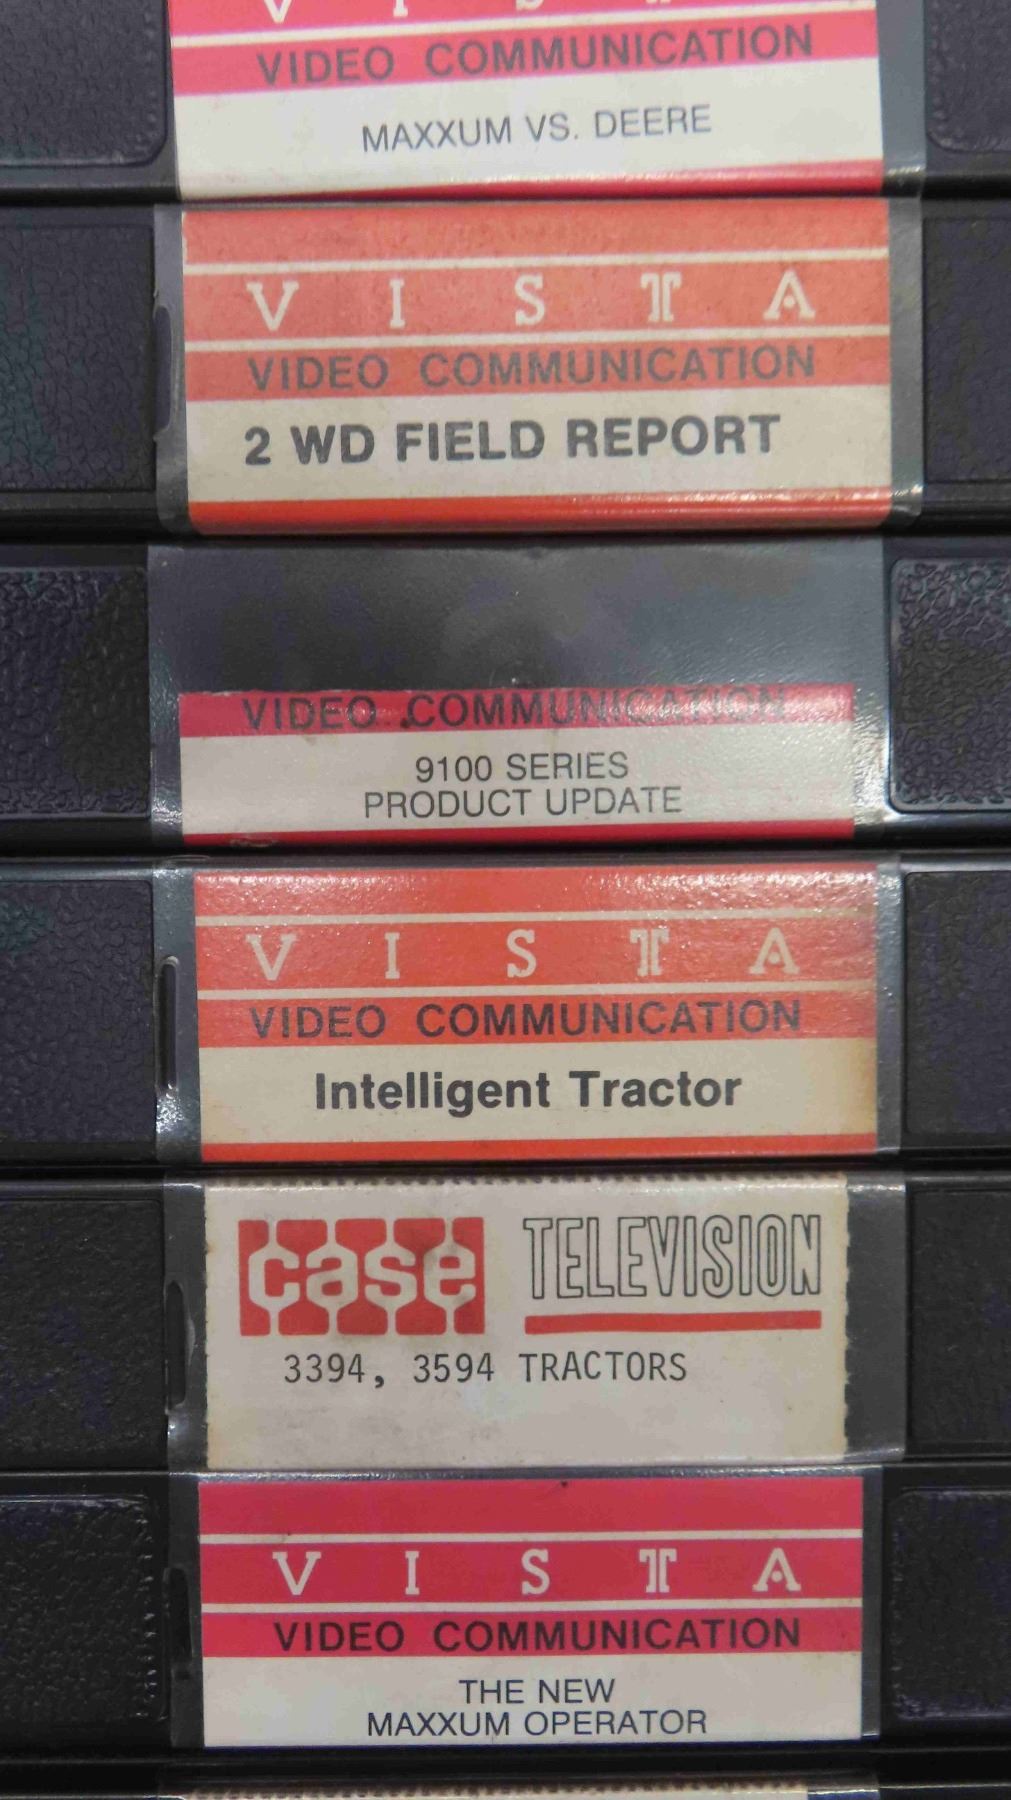 V I S T A
VIDEO COMMUNICATION
MAXXUM VS. DEERE
V I S T A
VIDEO COMMUNICATION
2 WD FIELD REPORT
VIDEO COMMUNICATION
9100 SERIES
PRODUCT UPDATE
V I S T A
VIDEO COMMUNICATION
Intelligent Tractor
case TELEVISION
3394, 3594 TRACTORS
V I S T A
VIDEO COMMUNICATION
THE NEW
MAXXUM OPERATOR